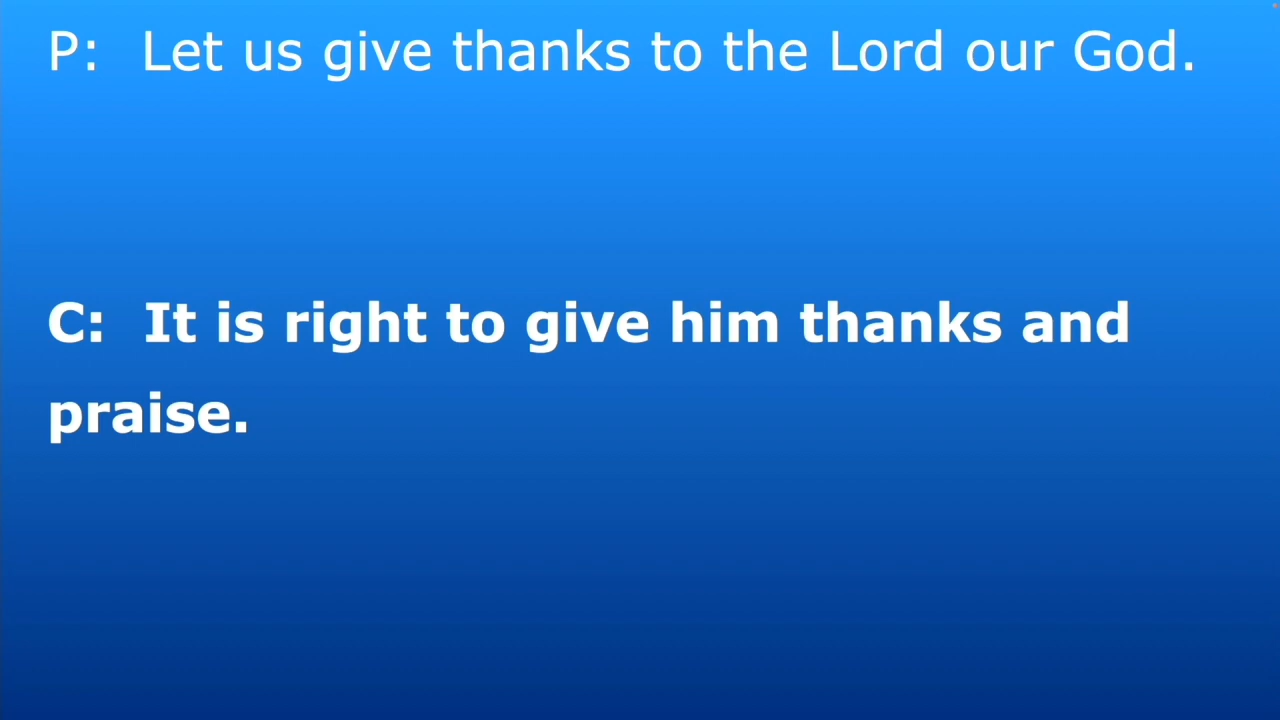 P: Let us give thanks to the Lord our God.
C: It is right to give him thanks and
praise.